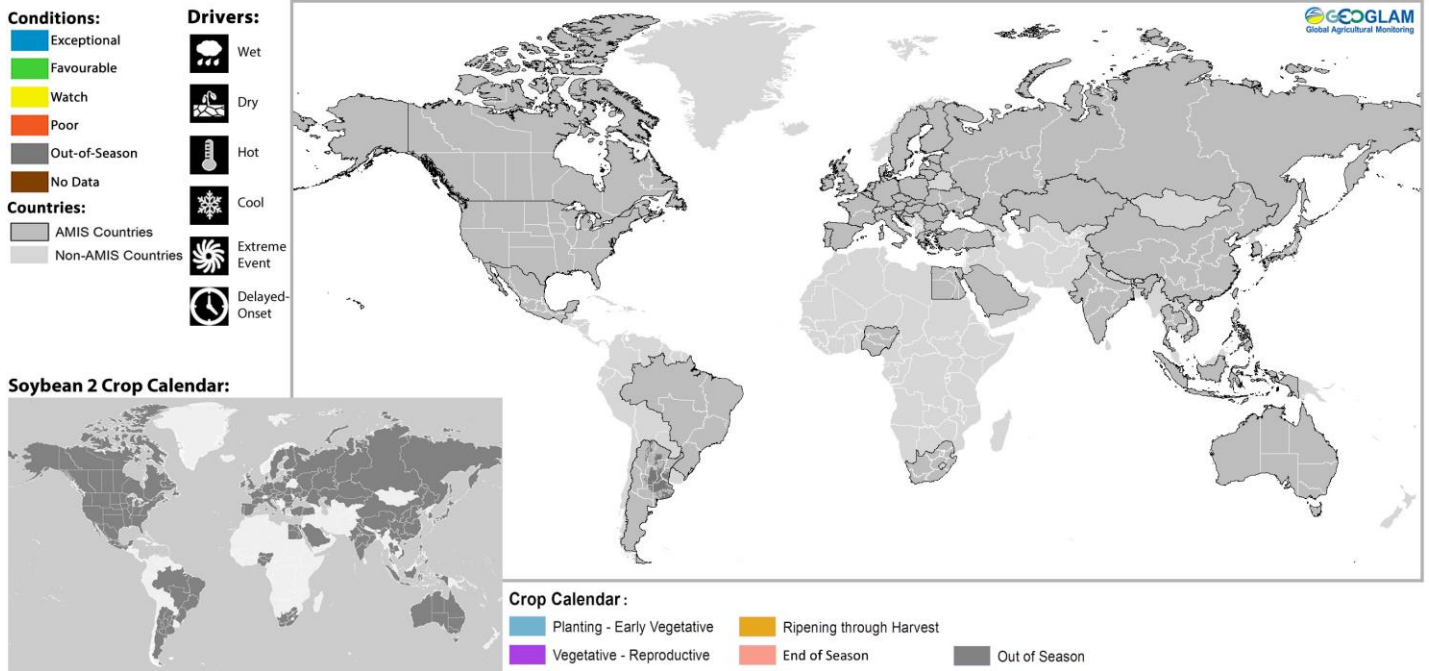 Conditions:
Exceptional
Favourable
Watch
Poor
Out-of-Season
No Data
Countries:
AMIS Countries
Non-AMIS Countries
Drivers:
Wet
Dry
Hot
Cool
Extreme
Event
Delayed-
Onset
GEOGLAM
Global Agricultural Monitoring
Soybean 2 Crop Calendar:
Crop Calendar :
Planting - Early Vegetative
Vegetative - Reproductive
Ripening through Harvest
End of Season
Out of Season